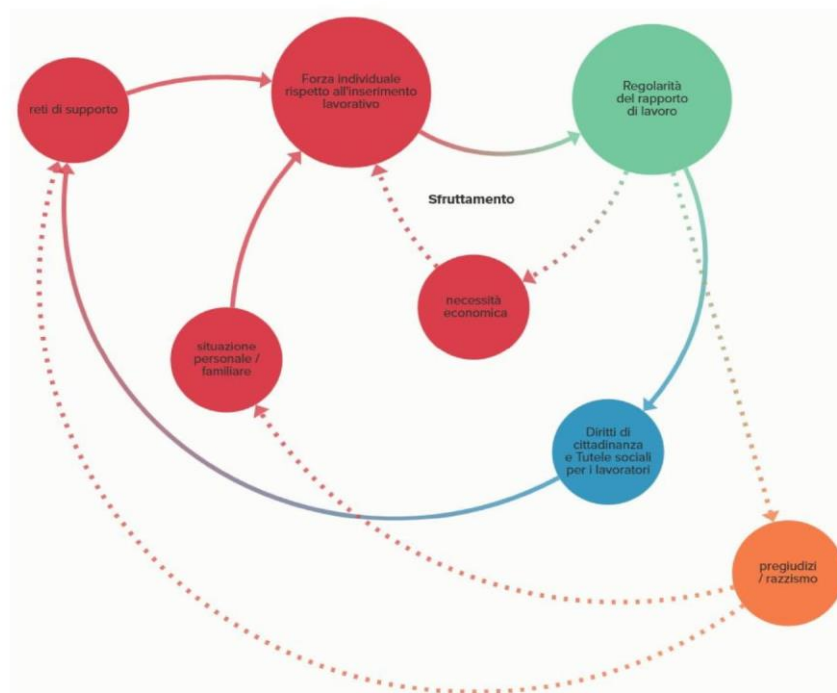 Forza individuale
rispetto all'inserimento
lavorativo
Regolarità
del rapporto
di lavoro
reti di supporto
Sfruttamento
necessità
economica
situazione
personale /
familiare
Diritti di
cittadinanza
e Tutele sociali
per i lavoratori
pregiudizi
/ razzismo